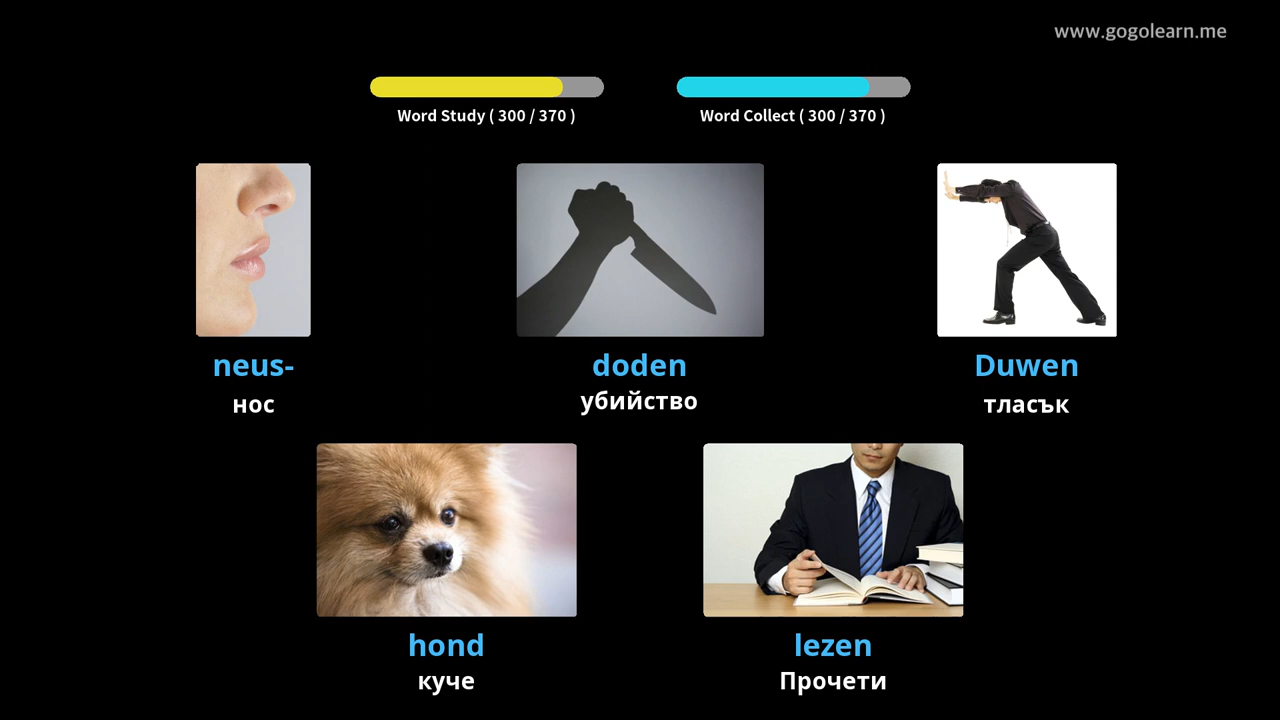 www.gogolearn.me
Word Study ( 300 / 370 )
Word Collect ( 300 / 370 )
neus-
нос
doden
убийство
Duwen
тласък
hond
куче
lezen
Прочети